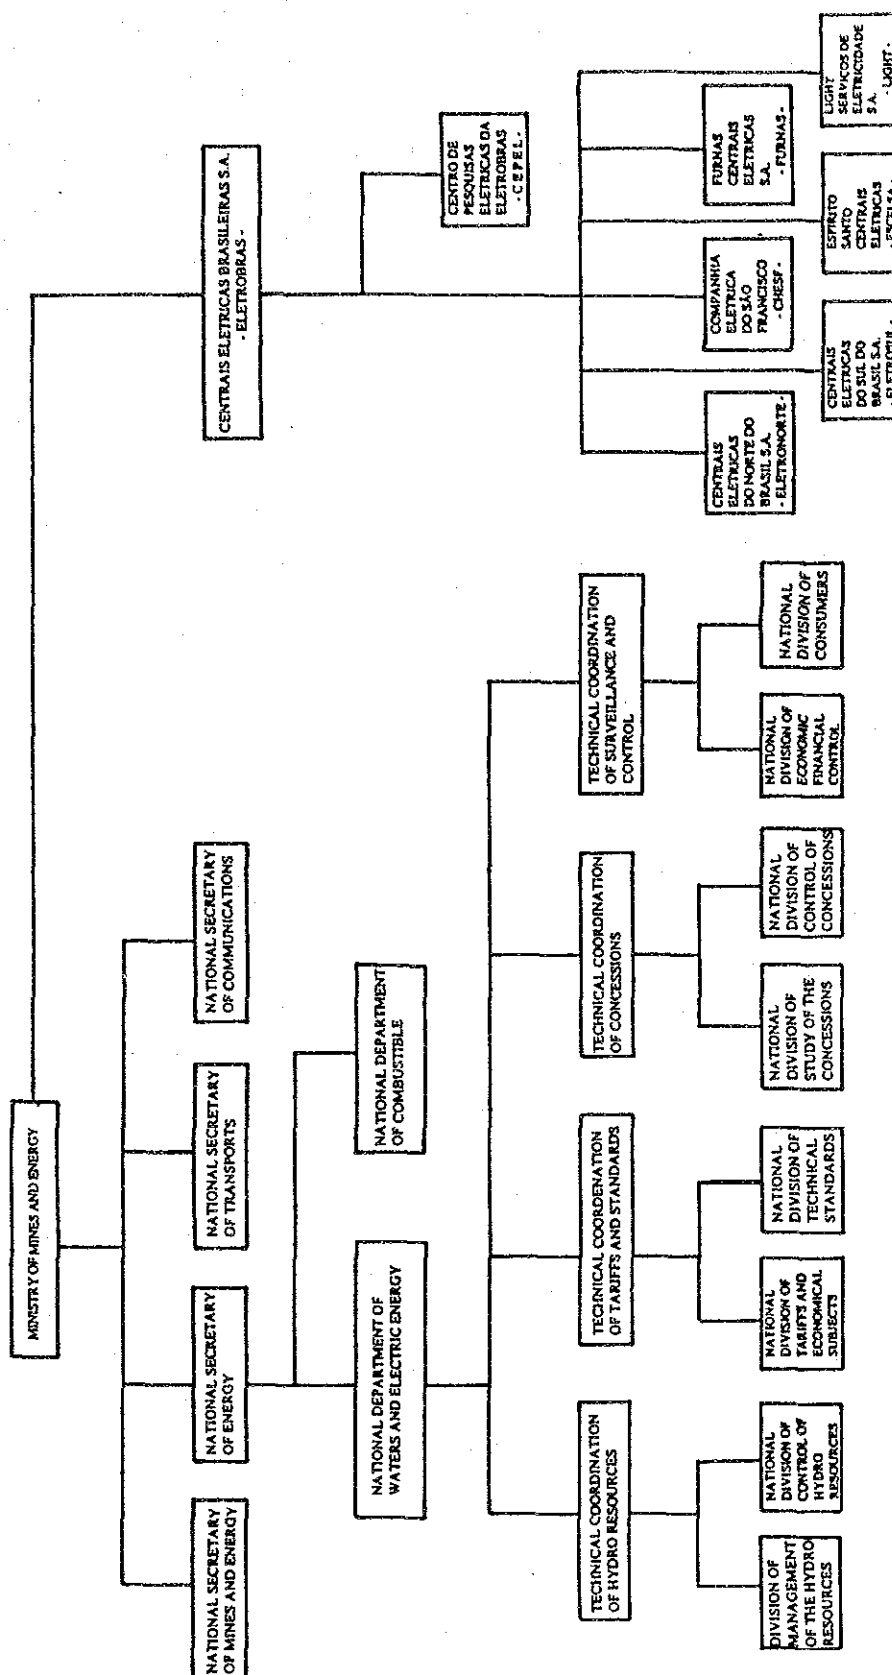 MINISTRY OF MINES AND ENERGY
NATIONAL SECRETARY
OF MINES AND ENERGY
NATIONAL SECRETARY
OF ENERGY
NATIONAL SECRETARY
OF TRANSPORTS
NATIONAL SECRETARY
OF COMMUNICATIONS
CENTRAIS ELETRICAS BRASILEIRAS S.A.
- ELETROBRAS -
NATIONAL DEPARTMENT OF
WATERS AND ELECTRIC ENERGY
NATIONAL DEPARTMENT
OF COMBUSTIBLE
CENTRO DE
PESQUISAS
ELETRICAS DA
ELETROBRAS
- CEPEL -
TECHNICAL COORDINATION
OF HYDRO RESOURCES
TECHNICAL COORDENATION
OF TARIFFS AND STANDARDS
TECHNICAL COORDINATION
OF CONCESSIONS
TECHNICAL COORDINATION
OF SURVEILLANCE AND
CONTROL
DIVISION OF
MANAGEMENT
OF THE HYDRO
RESOURCES
NATIONAL
DIVISION OF
CONTROL OF
HYDRO
RESOURCES
NATIONAL
DIVISION OF
TARIFFS AND
ECONOMICAL
SUBJECTS
NATIONAL
DIVISION OF
TECHNICAL
STANDARDS
NATIONAL
DIVISION OF
STUDY OF THE
CONCESSIONS
NATIONAL
DIVISION OF
CONTROL OF
CONCESSIONS
NATIONAL
DIVISION OF
ECONOMIC
FINANCIAL
CONTROL
NATIONAL
DIVISION OF
CONSUMERS
CENTRAIS
ELETRICAS
DO NORTE DO
BRASIL S.A.
- ELETRONORTE -
COMPANHIA
ELETRICA
DO SÃO
FRANCISCO
- CHESF -
FURNAS
CENTRAIS
ELETRICAS
S.A.
- FURNAS -
CENTRAIS
ELETRICAS
DO SUL DO
BRASIL S.A.
- ELETROSUL -
ESPIRITO
SANTO
CENTRAIS
ELETRICAS
- ESCELSA -
LIGHT
SERVICOS DE
ELETRICIDADE
S.A.
- LIGHT -